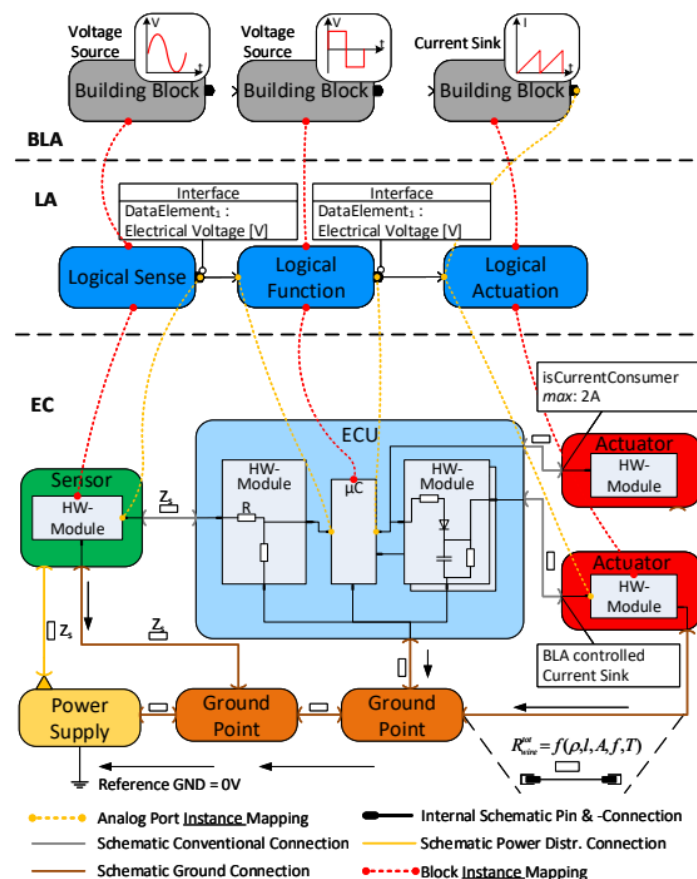 Voltage
Source
V
t
Building Block
Voltage
Source
V
t
Building Block
Current Sink
I
t
Building Block
BLA
LA
Interface
DataElement₁ :
Electrical Voltage [V]
Interface
DataElement₁ :
Electrical Voltage [V]
Logical Sense
Logical
Function
Logical
Actuation
EC
isCurrentConsumer
max: 2A
ECU
Sensor
HW-
Module
Zs
HW-
Module
R
µC
HW-
Module
Actuator
HW-
Module
Actuator
HW-
Module
Zs
Zs
BLA controlled
Current Sink
Power
Supply
Ground
Point
Ground
Point
R_wire^tot = f(ρ,l,A,f,T)
Reference GND = 0V
Analog Port Instance Mapping
Internal Schematic Pin & -Connection
Schematic Conventional Connection
Schematic Power Distr. Connection
Schematic Ground Connection
Block Instance Mapping